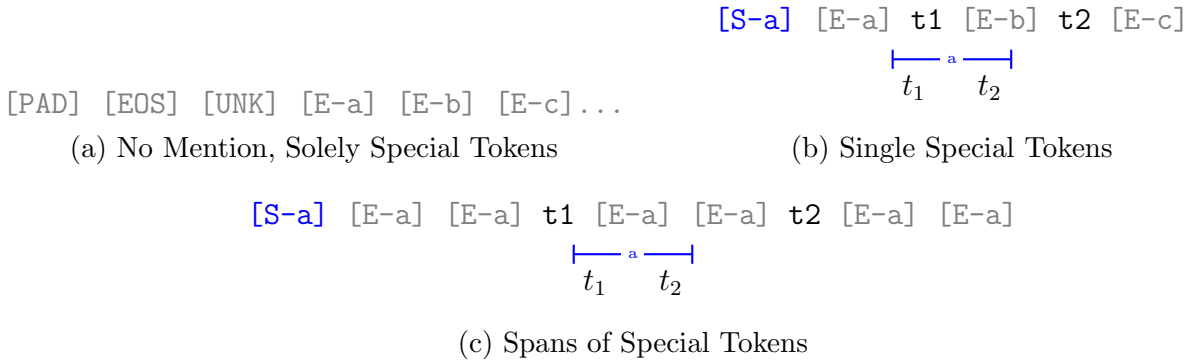 [S-a] [E-a] t1 [E-b] t2 [E-c]
a
t1 t2
[PAD] [EOS] [UNK] [E-a] [E-b] [E-c]...
(a) No Mention, Solely Special Tokens
(b) Single Special Tokens
[S-a] [E-a] [E-a] t1 [E-a] [E-a] t2 [E-a] [E-a]
a
t1 t2
(c) Spans of Special Tokens